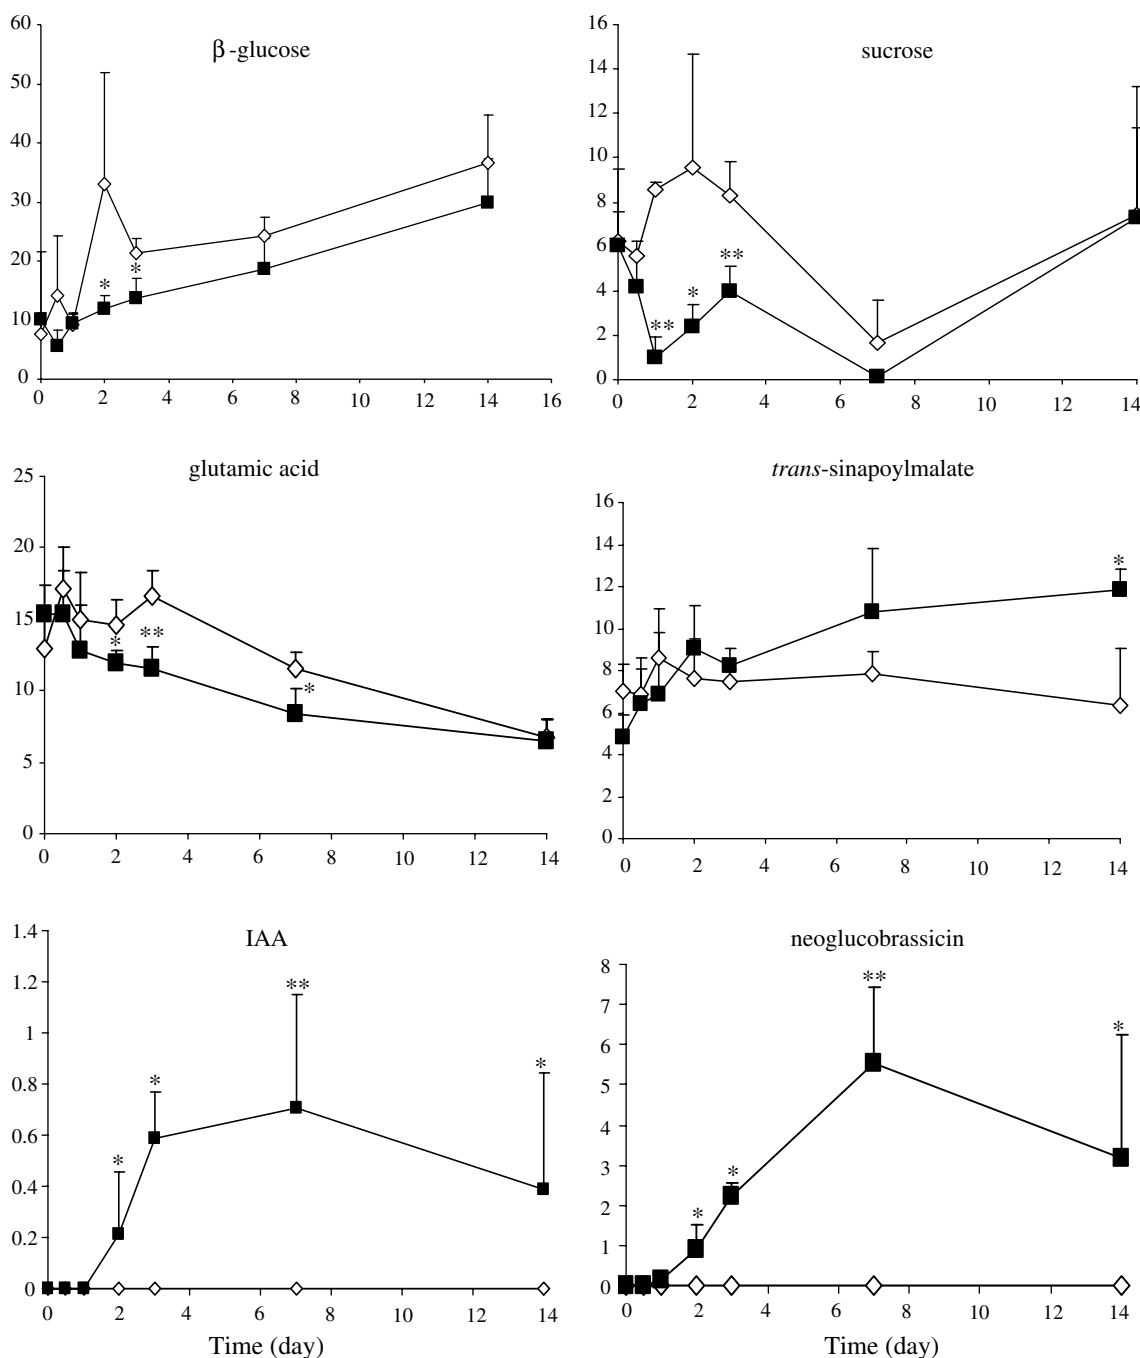 β-glucose
60
50
40
30
20
10
0
0 2 4 6 8 10 12 14 16
* *
sucrose
16
14
12
10
8
6
4
2
0
0 2 4 6 8 10 12 14
** * **
glutamic acid
25
20
15
10
5
0
0 2 4 6 8 10 12 14
* ** *
trans-sinapoylmalate
16
14
12
10
8
6
4
2
0
0 2 4 6 8 10 12 14
*
IAA
1.4
1.2
1
0.8
0.6
0.4
0.2
0
0 2 4 6 8 10 12 14
* * ** *
Time (day)
neoglucobrassicin
8
7
6
5
4
3
2
1
0
0 2 4 6 8 10 12 14
* * ** *
Time (day)